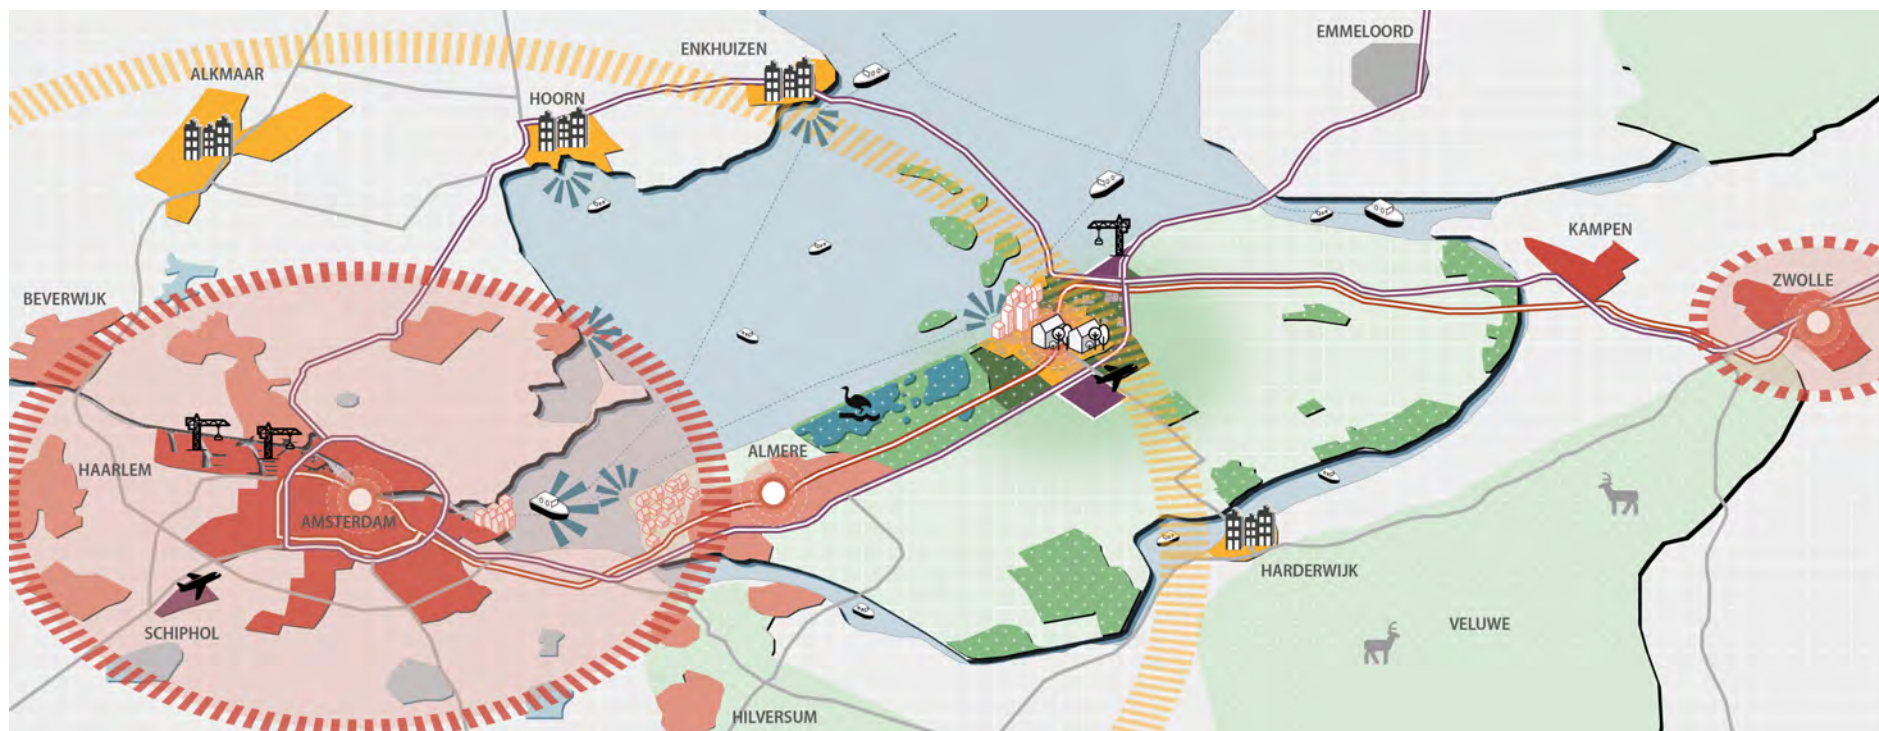 EMMELOORD
ENKHUIZEN
ALKMAAR
HOORN
KAMPEN
ZWOLLE
BEVERWIJK
ALMERE
HAARLEM
AMSTERDAM
HARDERWIJK
VELUWE
SCHIPHOL
HILVERSUM